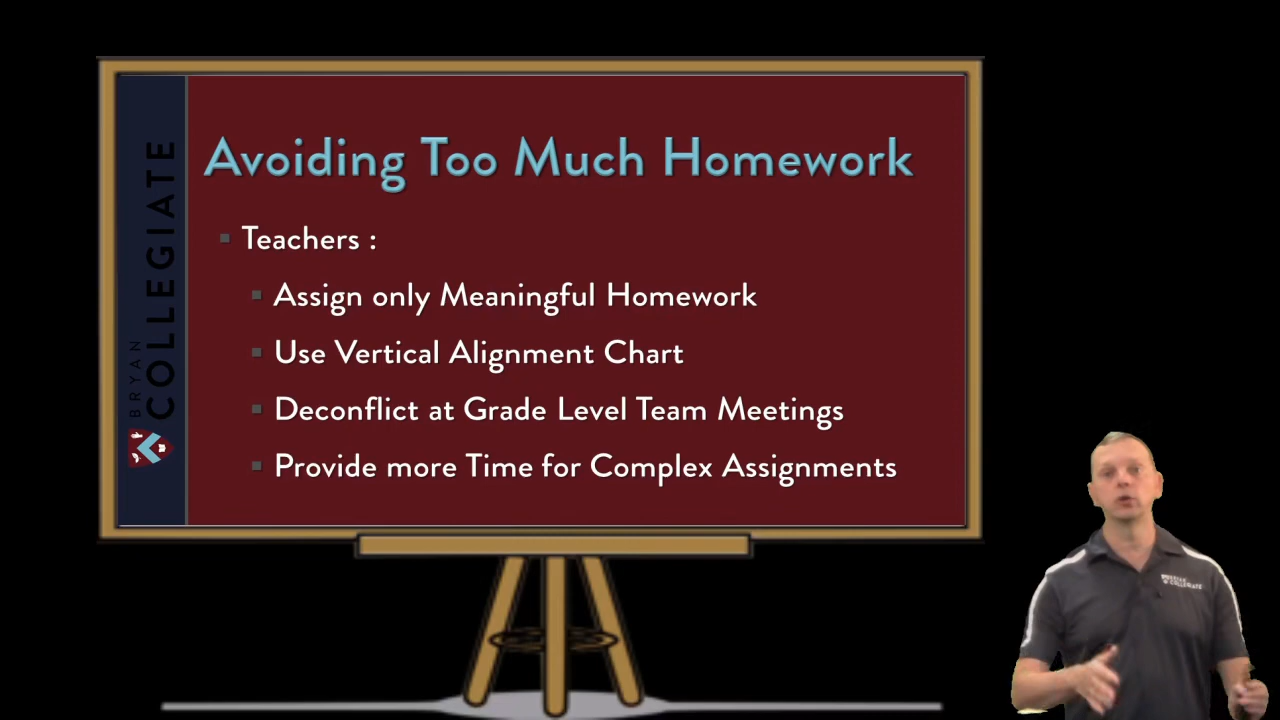 Avoiding Too Much Homework
Teachers :
Assign only Meaningful Homework
Use Vertical Alignment Chart
Deconflict at Grade Level Team Meetings
Provide more Time for Complex Assignments
BRYAN
COLLEGIATE